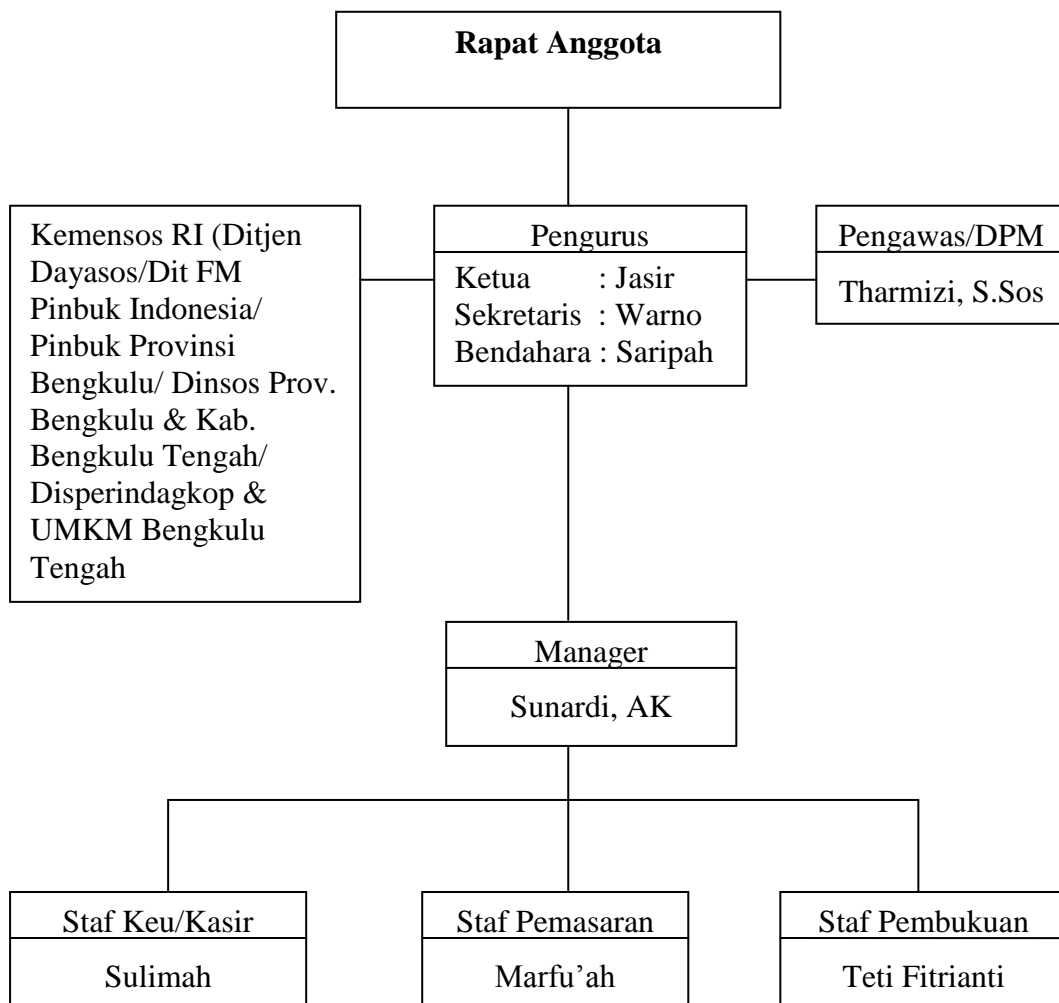 Rapat Anggota
Kemensos RI (Ditjen
Dayasos/Dit FM
Pinbuk Indonesia/
Pinbuk Provinsi
Bengkulu/ Dinsos Prov.
Bengkulu & Kab.
Bengkulu Tengah/
Disperindagkop &
UMKM Bengkulu
Tengah
Pengurus
Ketua : Jasir
Sekretaris : Warno
Bendahara : Saripah
Pengawas/DPM
Tharmizi, S.Sos
Manager
Sunardi, AK
Staf Keu/Kasir
Sulimah
Staf Pemasaran
Marfu’ah
Staf Pembukuan
Teti Fitrianti